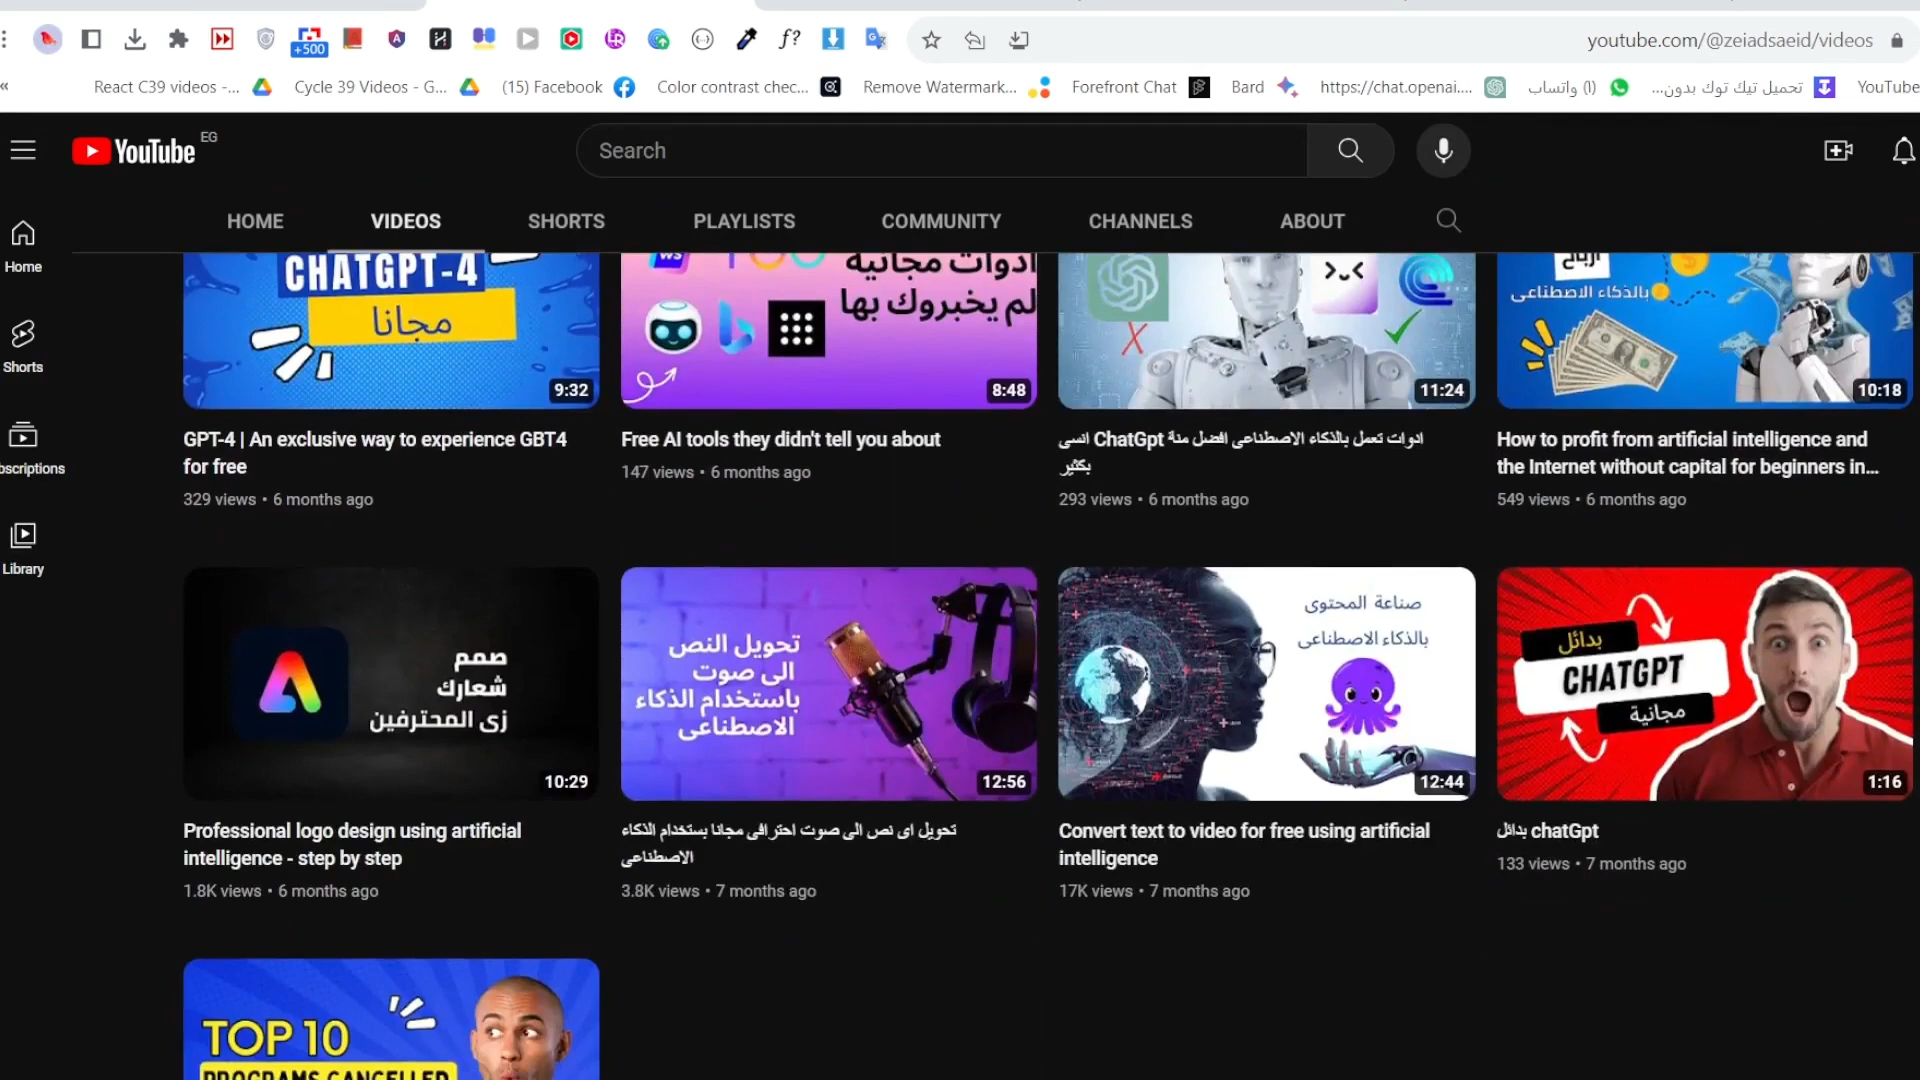 +500
f?
youtube.com/@zeiadsaeid/videos
«
React C39 videos -...
Cycle 39 Videos - G...
(15) Facebook
Color contrast chec...
Remove Watermark...
Forefront Chat
Bard
https://chat.openai....
(1) واتساب
تحميل تيك توك بدون...
YouTube
YouTube EG
Search
HOME
VIDEOS
SHORTS
PLAYLISTS
COMMUNITY
CHANNELS
ABOUT
Home
Shorts
bscriptions
Library
CHATGPT-4
مجانا
9:32
GPT-4 | An exclusive way to experience GBT4
for free
329 views • 6 months ago
ادوات مجانية
لم يخبروك بها
8:48
Free AI tools they didn't tell you about
147 views • 6 months ago
11:24
ادوات تعمل بالذكاء الاصطناعى افضل منة ChatGpt انسى
بكثير
293 views • 6 months ago
ارباح
بالذكاء الاصطناعى
10:18
How to profit from artificial intelligence and
the Internet without capital for beginners in...
549 views • 6 months ago
صمم
شعارك
زى المحترفين
10:29
Professional logo design using artificial
intelligence - step by step
1.8K views • 6 months ago
تحويل النص
الى صوت
باستخدام الذكاء
الاصطناعى
12:56
تحويل اى نص الى صوت احترافى مجانا بستخدام الذكاء
الاصطناعى
3.8K views • 7 months ago
صناعة المحتوى
بالذكاء الاصطناعى
12:44
Convert text to video for free using artificial
intelligence
17K views • 7 months ago
بدائل
CHATGPT
مجانية
1:16
بدائل chatGpt
133 views • 7 months ago
TOP 10
PROGRAMS CANCELLED